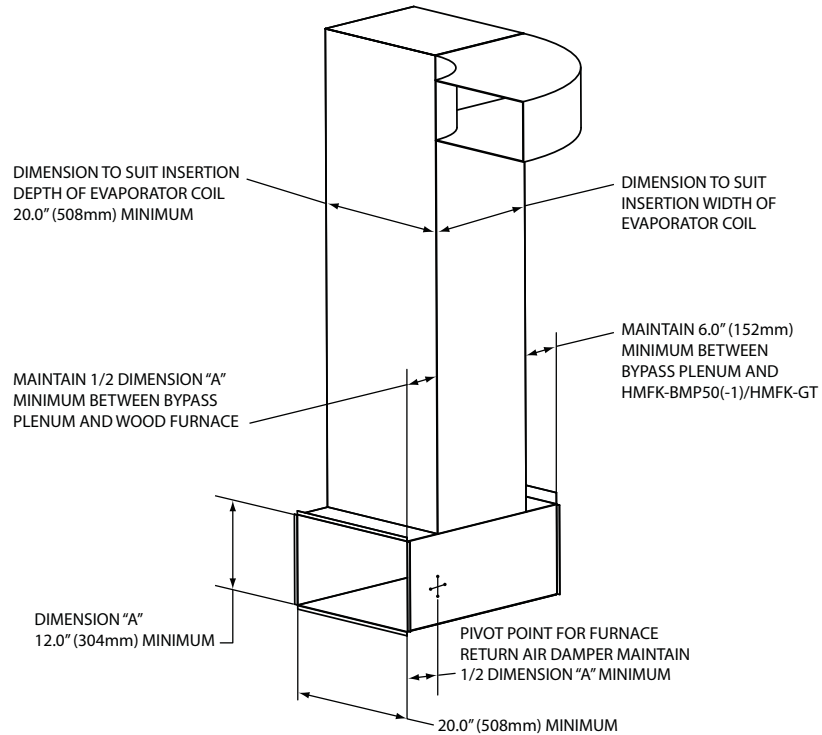 DIMENSION TO SUIT INSERTION
DEPTH OF EVAPORATOR COIL
20.0” (508mm) MINIMUM
DIMENSION TO SUIT
INSERTION WIDTH OF
EVAPORATOR COIL
MAINTAIN 6.0” (152mm)
MINIMUM BETWEEN
BYPASS PLENUM AND
HMFK-BMP50(-1)/HMFK-GT
MAINTAIN 1/2 DIMENSION “A”
MINIMUM BETWEEN BYPASS
PLENUM AND WOOD FURNACE
DIMENSION “A”
12.0” (304mm) MINIMUM
PIVOT POINT FOR FURNACE
RETURN AIR DAMPER MAINTAIN
1/2 DIMENSION “A” MINIMUM
20.0” (508mm) MINIMUM